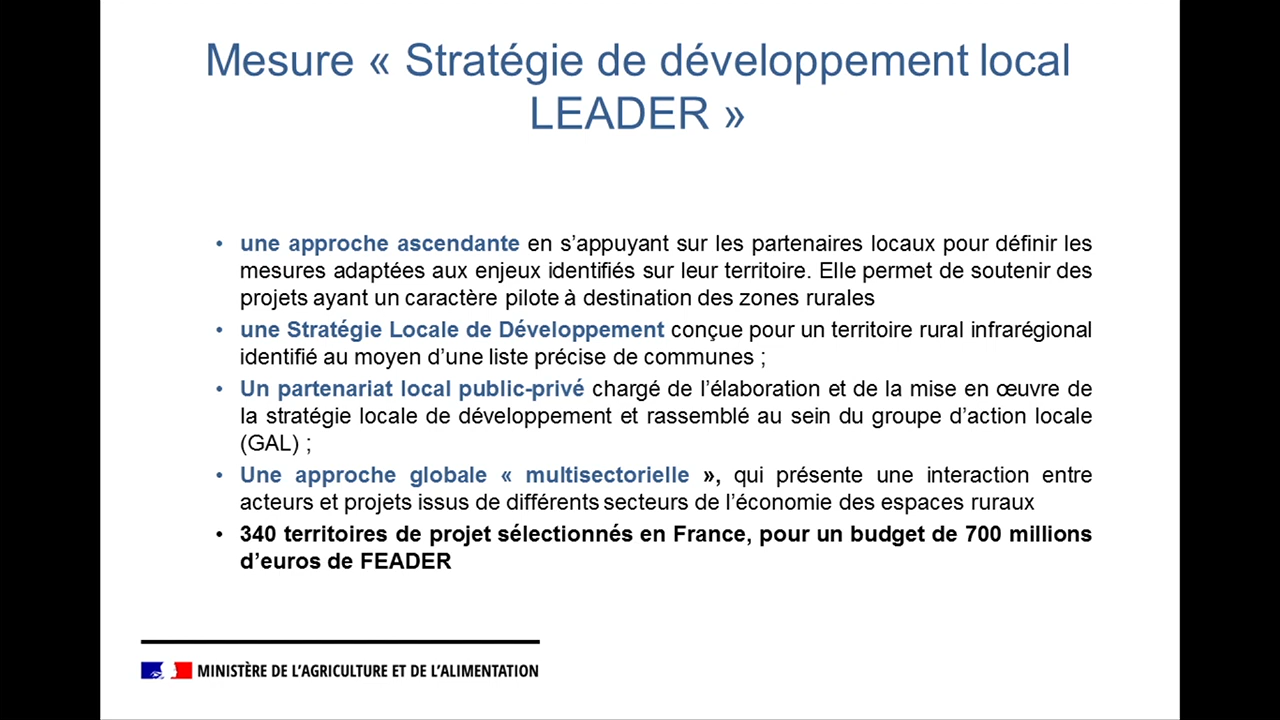 Mesure « Stratégie de développement local
LEADER »
• une approche ascendante en s’appuyant sur les partenaires locaux pour définir les
mesures adaptées aux enjeux identifiés sur leur territoire. Elle permet de soutenir des
projets ayant un caractère pilote à destination des zones rurales
• une Stratégie Locale de Développement conçue pour un territoire rural infrarégional
identifié au moyen d’une liste précise de communes ;
• Un partenariat local public-privé chargé de l’élaboration et de la mise en œuvre de
la stratégie locale de développement et rassemblé au sein du groupe d’action locale
(GAL) ;
• Une approche globale « multisectorielle », qui présente une interaction entre
acteurs et projets issus de différents secteurs de l’économie des espaces ruraux
• 340 territoires de projet sélectionnés en France, pour un budget de 700 millions
d’euros de FEADER
MINISTÈRE DE L’AGRICULTURE ET DE L’ALIMENTATION